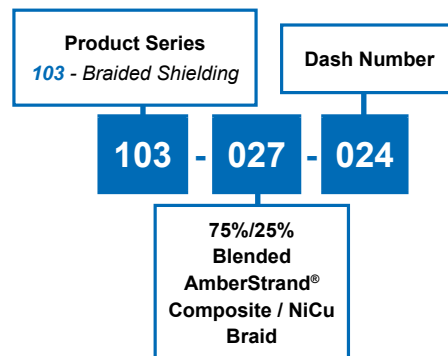 Product Series
103 - Braided Shielding
Dash Number
103 - 027 - 024
75%/25%
Blended
AmberStrand®
Composite / NiCu
Braid